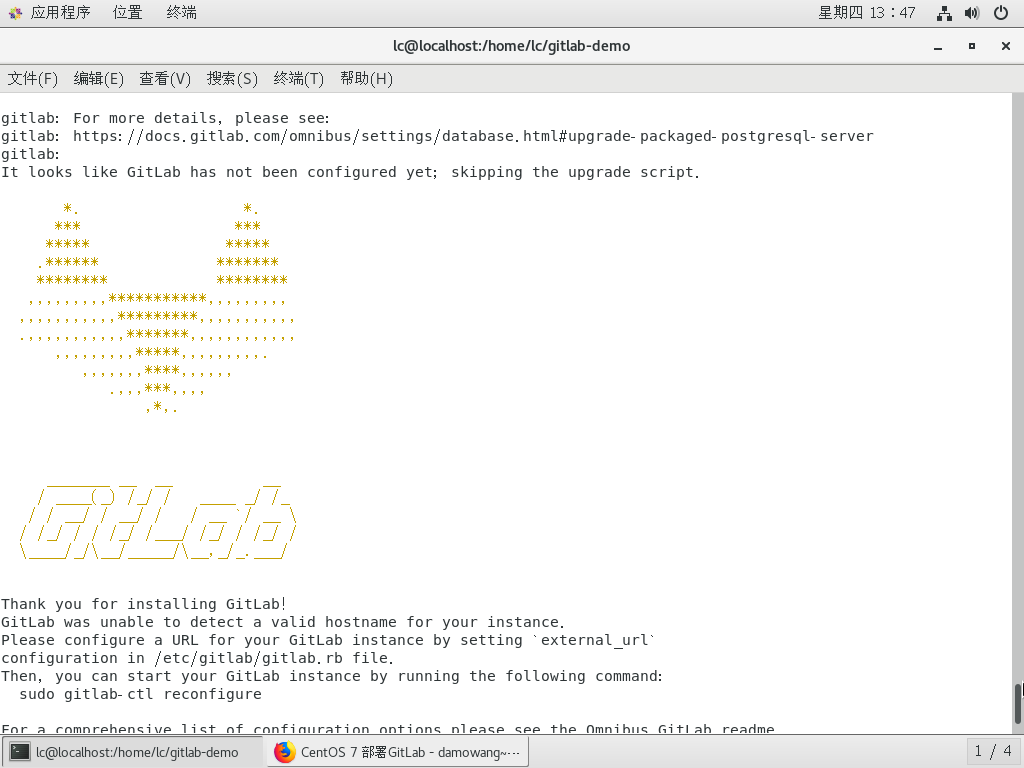 应用程序 位置 终端 星期四 13:47
lc@localhost:/home/lc/gitlab-demo
文件(F) 编辑(E) 查看(V) 搜索(S) 终端(T) 帮助(H)
gitlab: For more details, please see:
gitlab: https://docs.gitlab.com/omnibus/settings/database.html#upgrade-packaged-postgresql-server
gitlab:
It looks like GitLab has not been configured yet; skipping the upgrade script.
GitLab
Thank you for installing GitLab!
GitLab was unable to detect a valid hostname for your instance.
Please configure a URL for your GitLab instance by setting `external_url`
configuration in /etc/gitlab/gitlab.rb file.
Then, you can start your GitLab instance by running the following command:
sudo gitlab-ctl reconfigure
For a comprehensive list of configuration options please see the Omnibus GitLab readme
lc@localhost:/home/lc/gitlab-demo CentOS 7 部署GitLab - damowang~··· 1 / 4